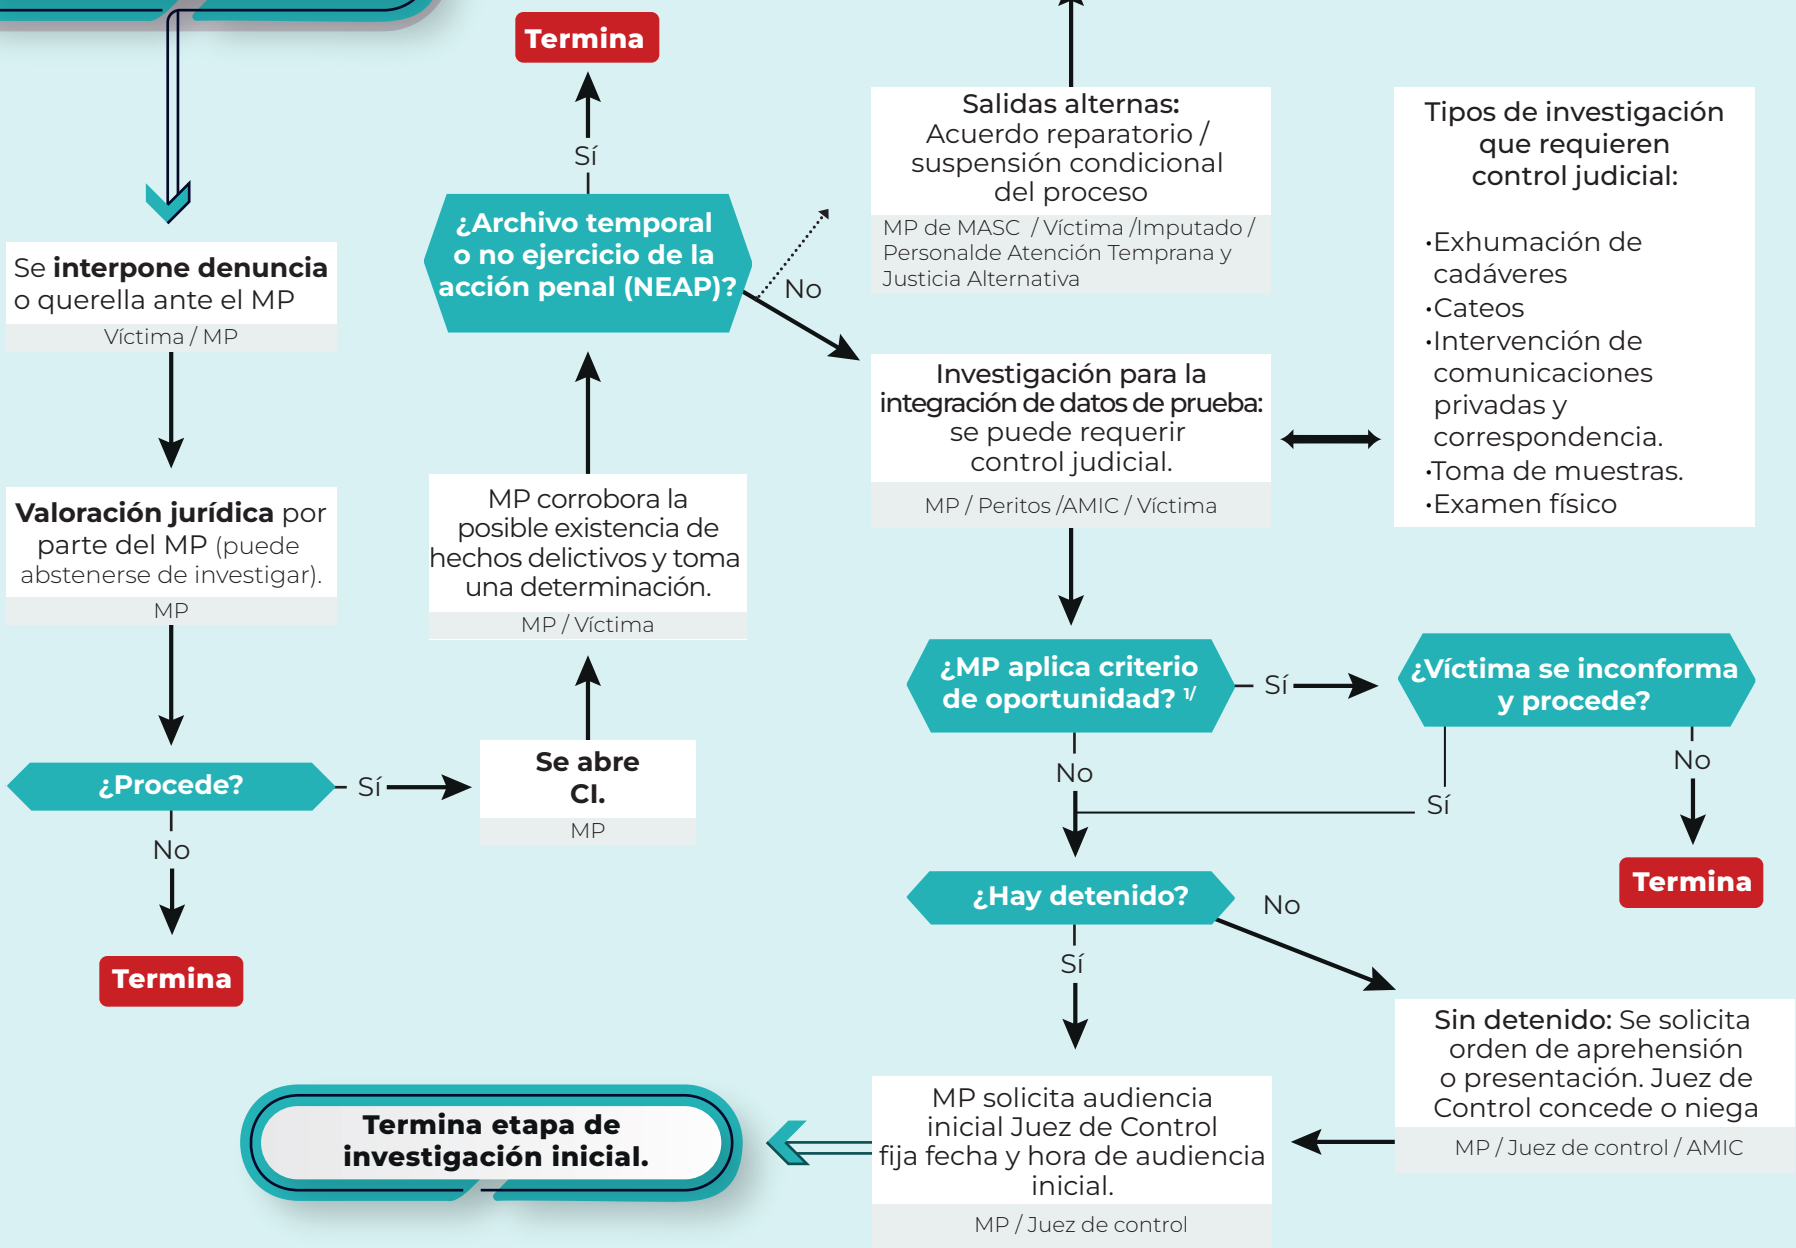 Termina
Sí
¿Archivo temporal
o no ejercicio de la
acción penal (NEAP)?
No
Se interpone denuncia
o querella ante el MP
Víctima / MP
Valoración jurídica por
parte del MP (puede
abstenerse de investigar).
MP
¿Procede?
Sí
No
Termina
Se abre
CI.
MP
MP corrobora la
posible existencia de
hechos delictivos y toma
una determinación.
MP / Víctima
Salidas alternas:
Acuerdo reparatorio /
suspensión condicional
del proceso
MP de MASC / Víctima /Imputado /
Personalde Atención Temprana y
Justicia Alternativa
Investigación para la
integración de datos de prueba:
se puede requerir
control judicial.
MP / Peritos /AMIC / Víctima
Tipos de investigación
que requieren
control judicial:
·Exhumación de
cadáveres
·Cateos
·Intervención de
comunicaciones
privadas y
correspondencia.
·Toma de muestras.
·Examen físico
¿MP aplica criterio
de oportunidad? 1/
Sí
No
¿Víctima se inconforma
y procede?
Sí
No
Termina
¿Hay detenido?
No
Sí
Sin detenido: Se solicita
orden de aprehensión
o presentación. Juez de
Control concede o niega
MP / Juez de control / AMIC
MP solicita audiencia
inicial Juez de Control
fija fecha y hora de audiencia
inicial.
MP / Juez de control
Termina etapa de
investigación inicial.